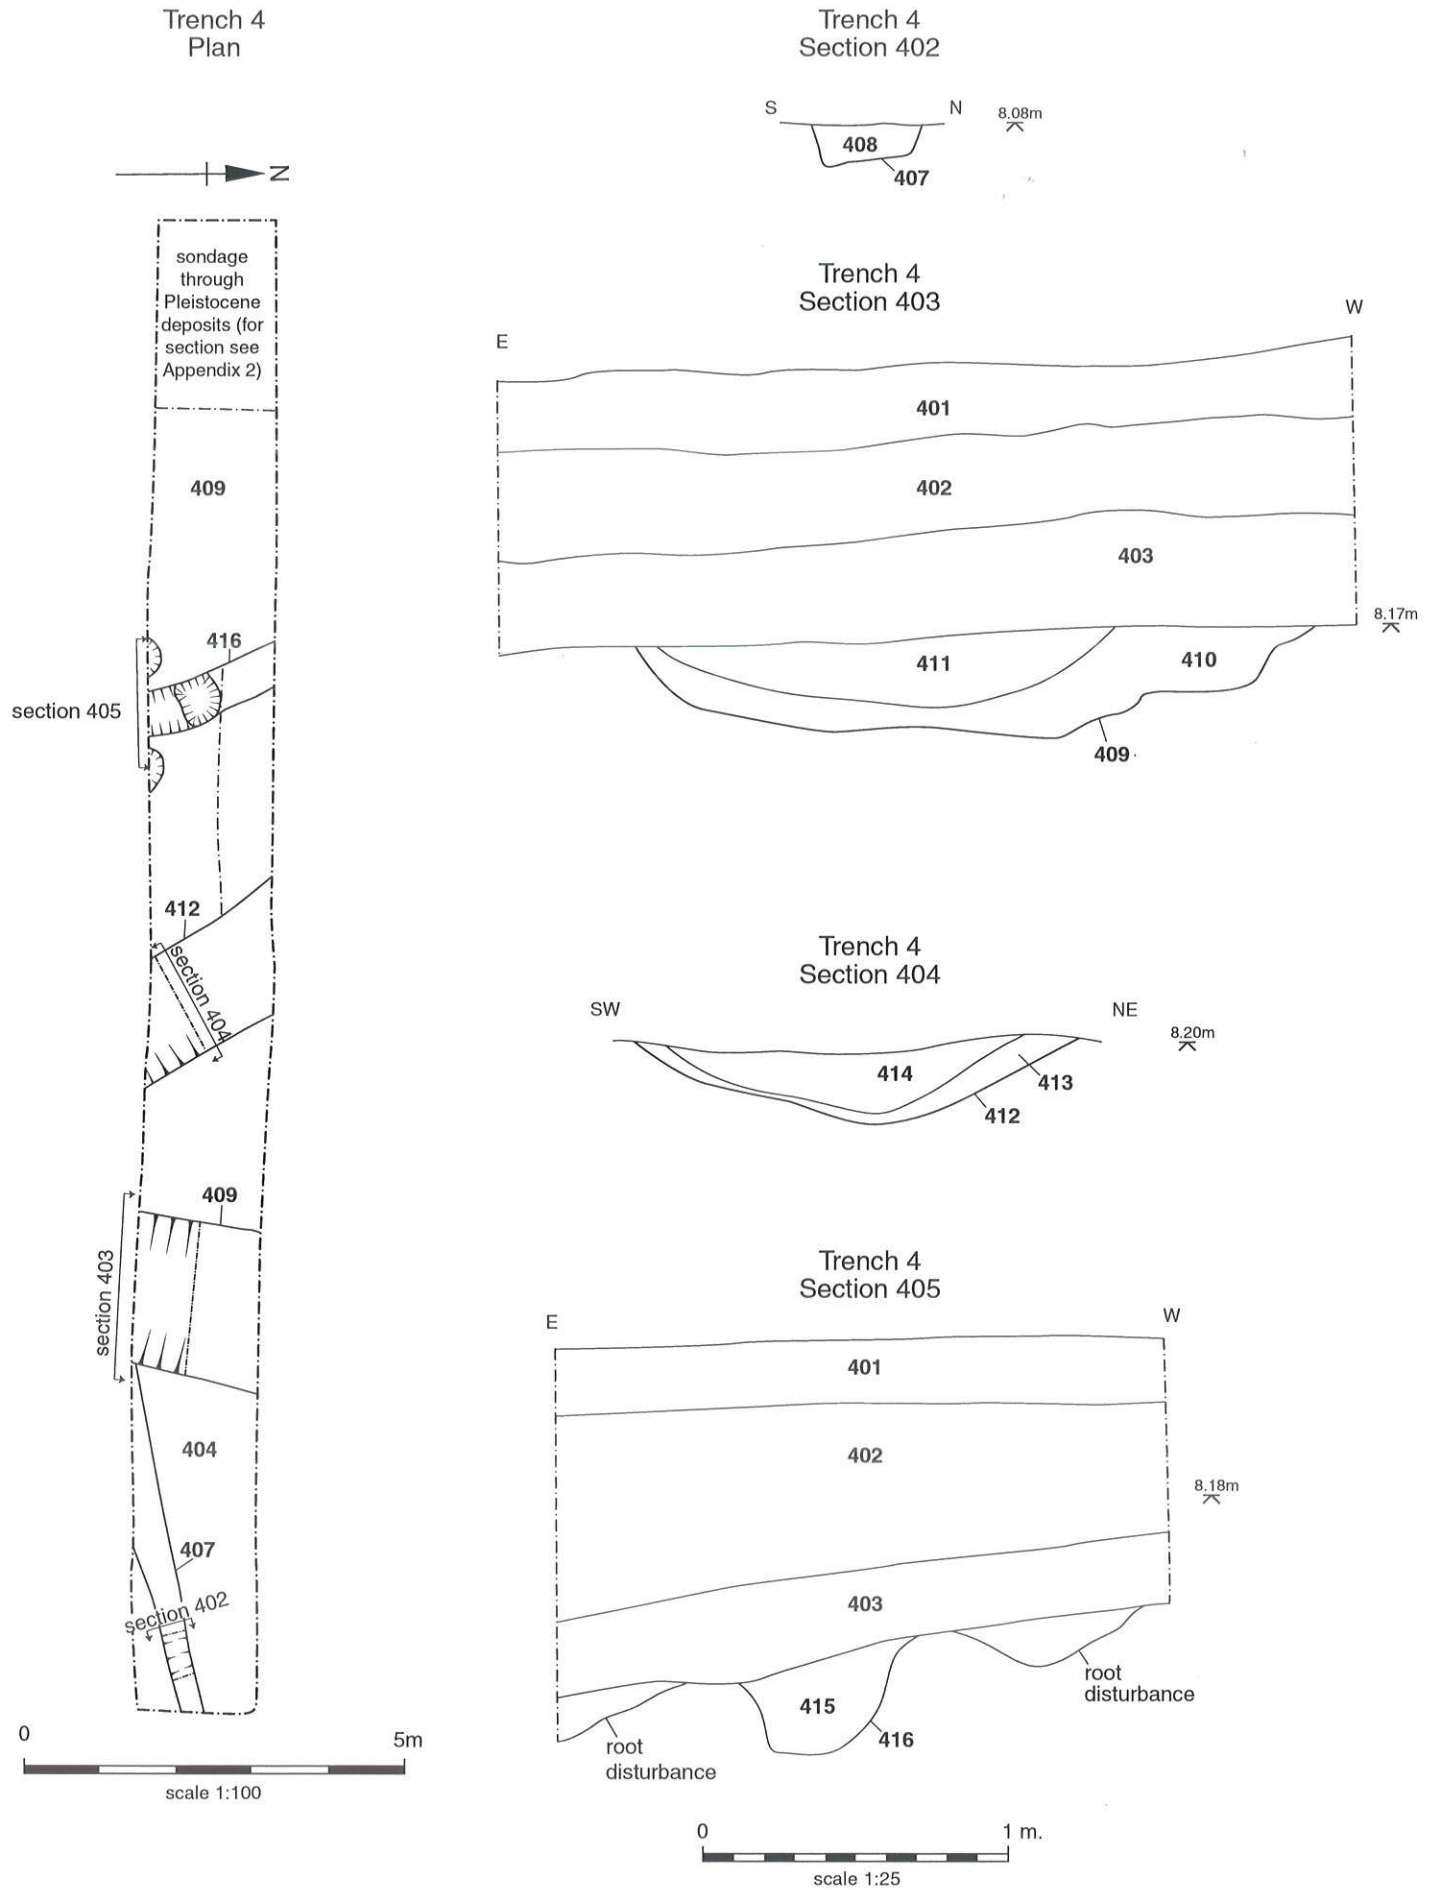 Trench 4
Plan
N
sondage
through
Pleistocene
deposits (for
section see
Appendix 2)
409
416
section 405
412
section 404
409
section 403
404
407
section 402
0
5m
scale 1:100
Trench 4
Section 402
S
N
8.08m
408
407
Trench 4
Section 403
E
W
401
402
403
8.17m
411
410
409
Trench 4
Section 404
SW
NE
8.20m
414
413
412
Trench 4
Section 405
E
W
401
402
8.18m
403
415
416
root
disturbance
root
disturbance
0
1 m.
scale 1:25